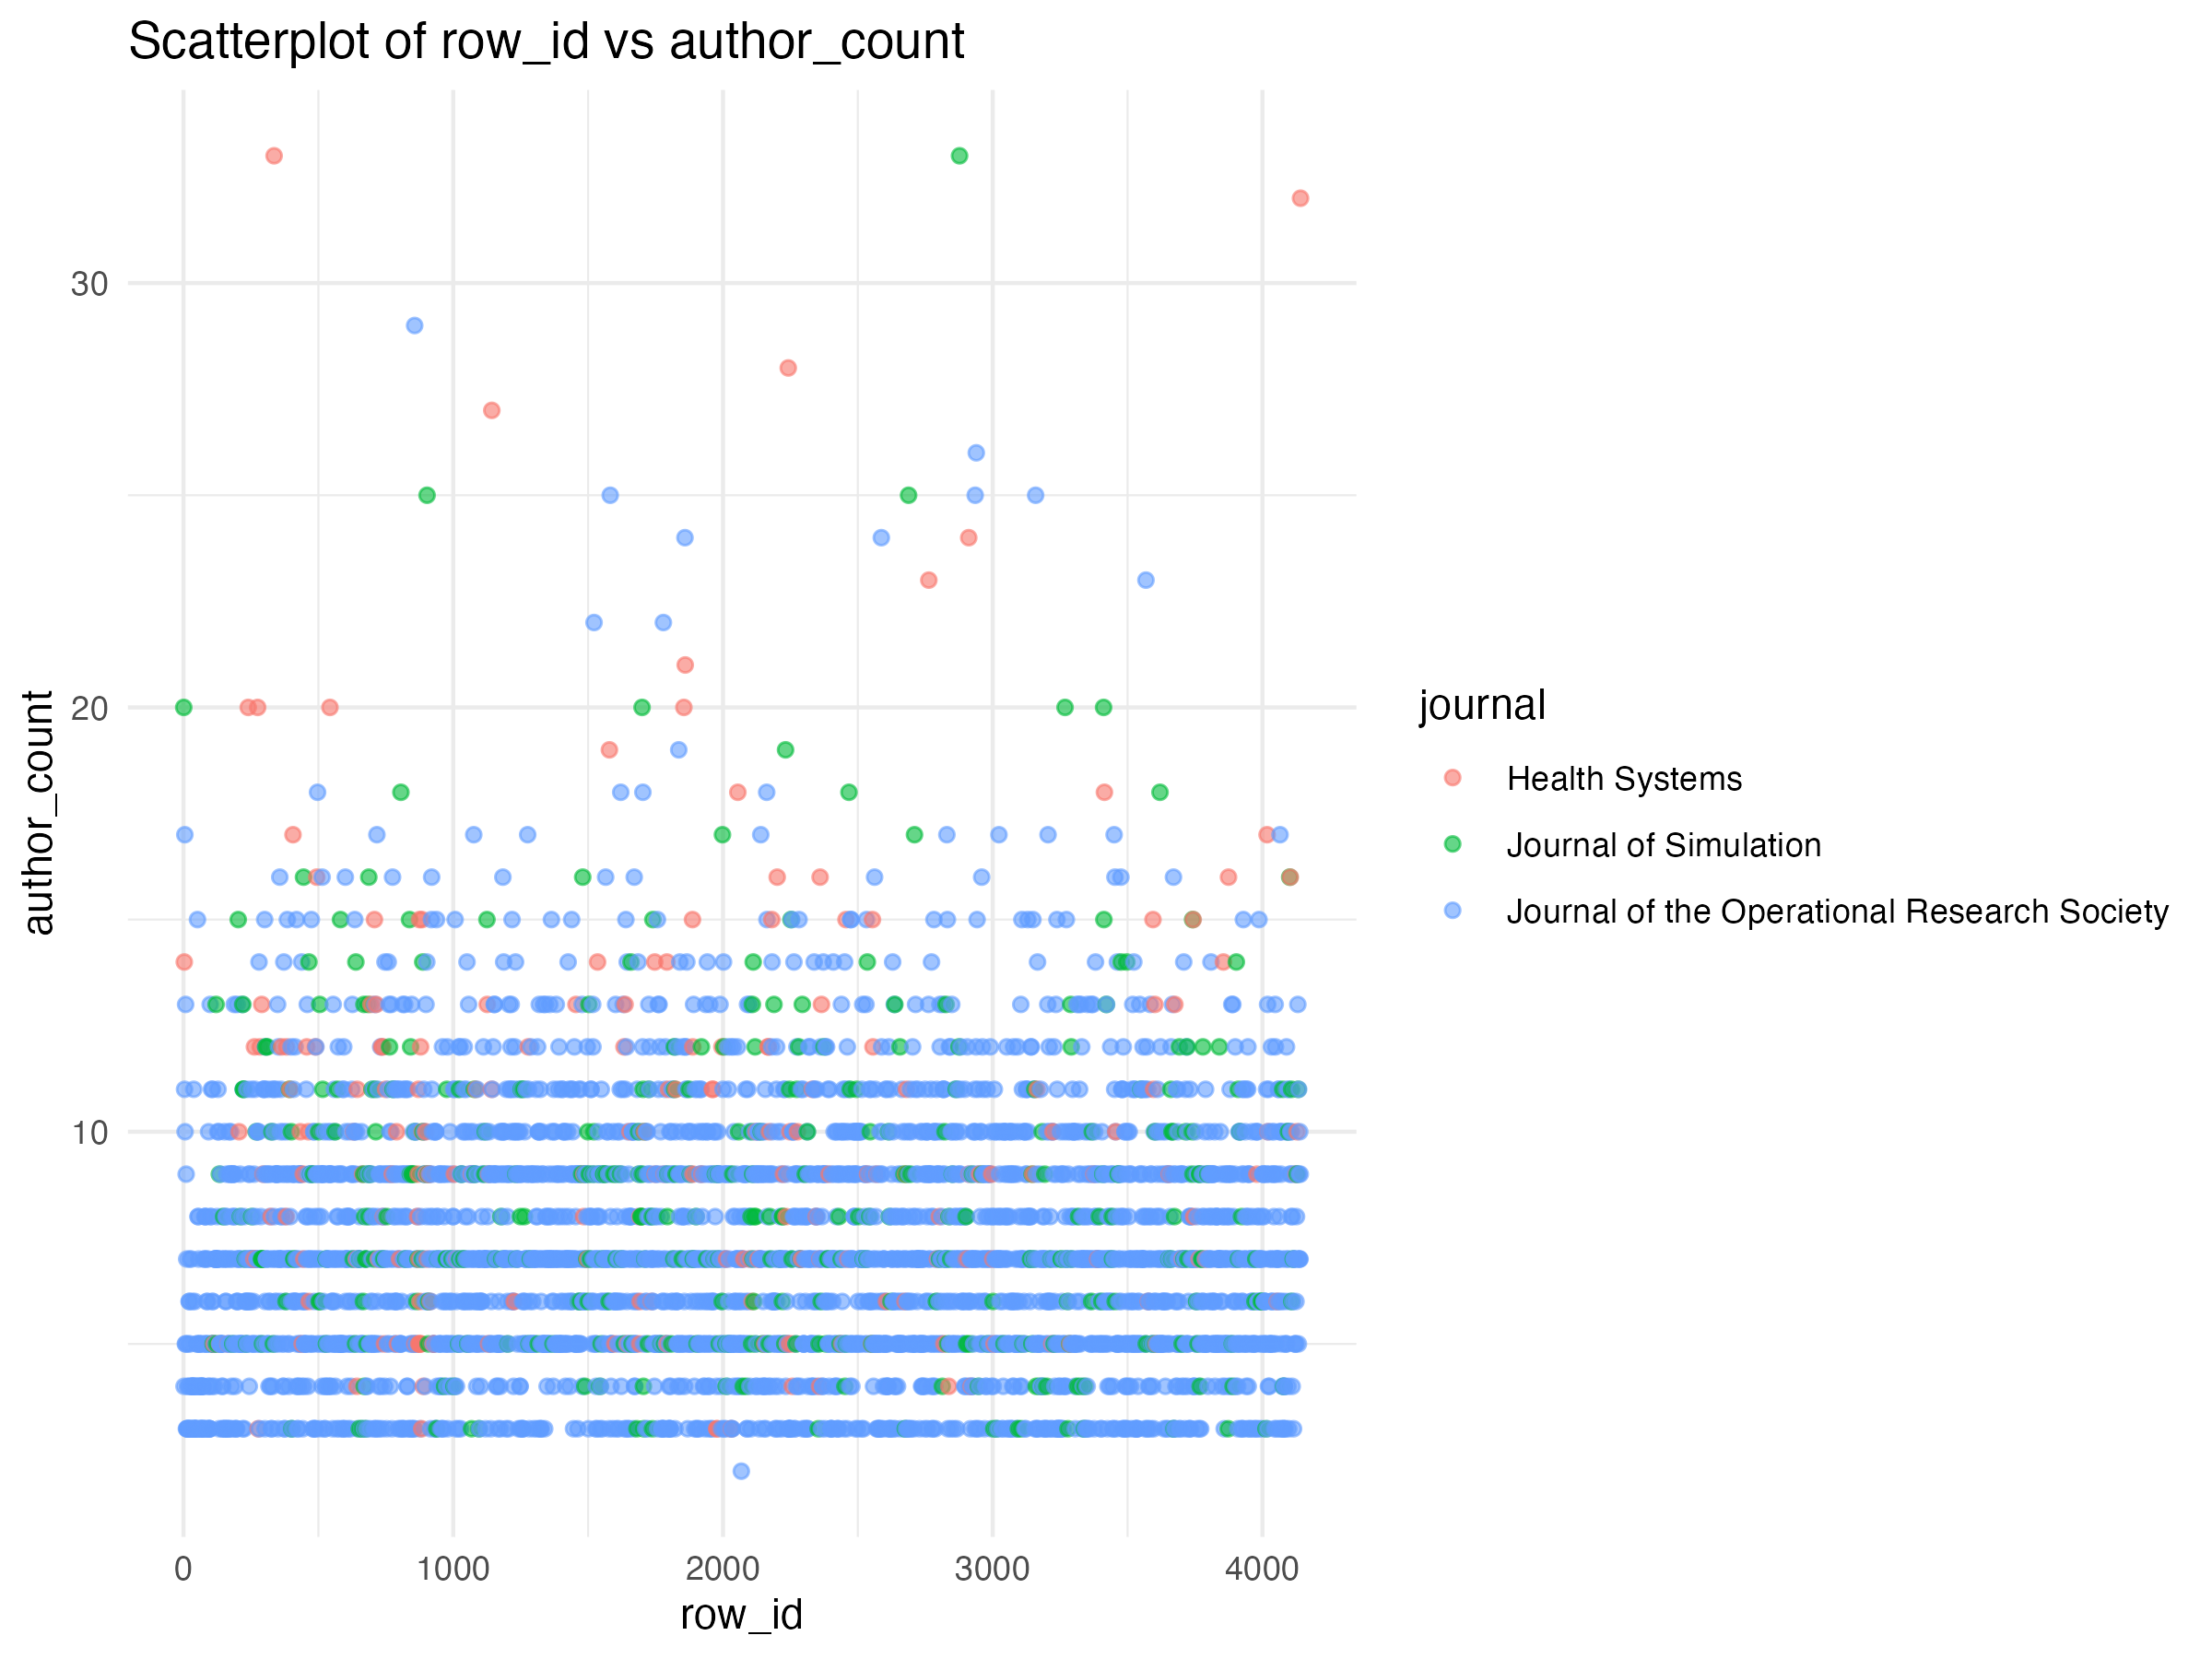 Scatterplot of row_id vs author_count
30
20
10
author_count
0 1000 2000 3000 4000
row_id
journal
Health Systems
Journal of Simulation
Journal of the Operational Research Society